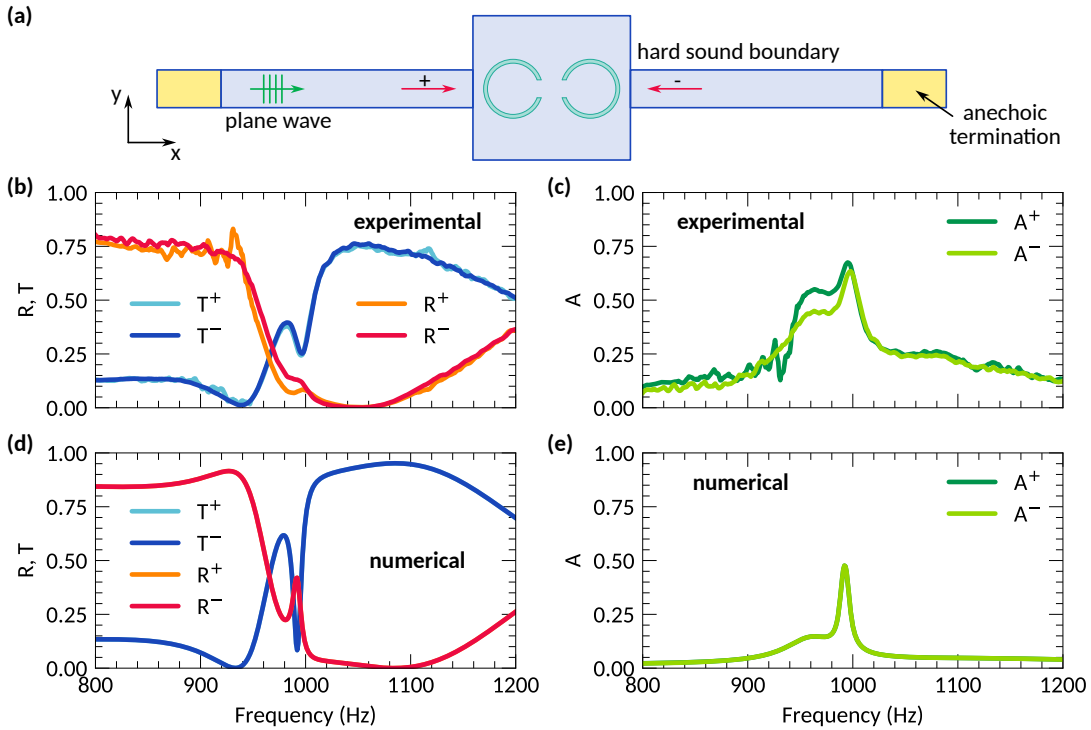 (a)
hard sound boundary
+
-
y
plane wave
x
anechoic
termination
(b)
1.00
0.75
0.50
0.25
0.00
R, T
experimental
T+
T−
R+
R−
(c)
1.00
0.75
0.50
0.25
0.00
A
experimental
A+
A−
(d)
1.00
0.75
0.50
0.25
0.00
R, T
T+
T−
R+
R−
numerical
800 900 1000 1100 1200
Frequency (Hz)
(e)
1.00
0.75
0.50
0.25
0.00
A
numerical
A+
A−
800 900 1000 1100 1200
Frequency (Hz)